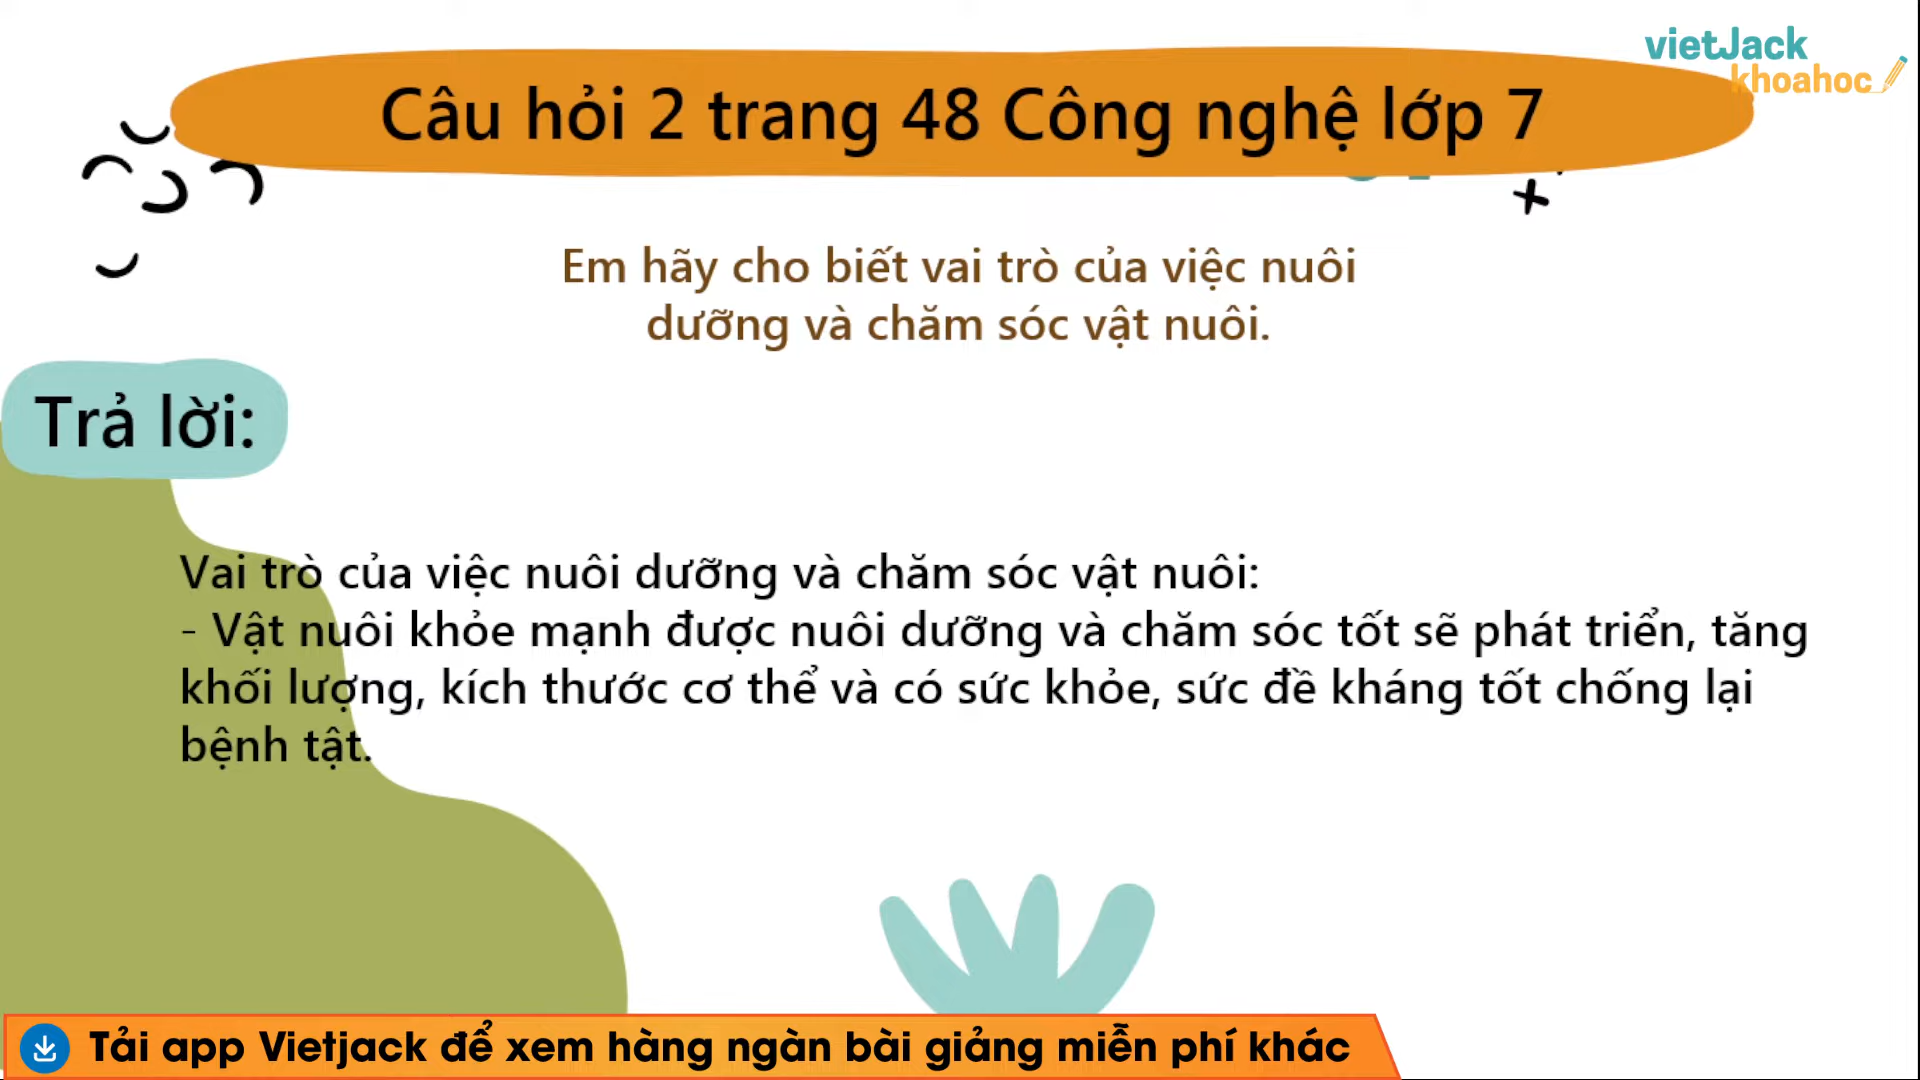 vietJack
khoahoc
Câu hỏi 2 trang 48 Công nghệ lớp 7
Em hãy cho biết vai trò của việc nuôi
dưỡng và chăm sóc vật nuôi.
Trả lời:
Vai trò của việc nuôi dưỡng và chăm sóc vật nuôi:
- Vật nuôi khỏe mạnh được nuôi dưỡng và chăm sóc tốt sẽ phát triển, tăng
khối lượng, kích thước cơ thể và có sức khỏe, sức đề kháng tốt chống lại
bệnh tật.
Tải app Vietjack để xem hàng ngàn bài giảng miễn phí khác